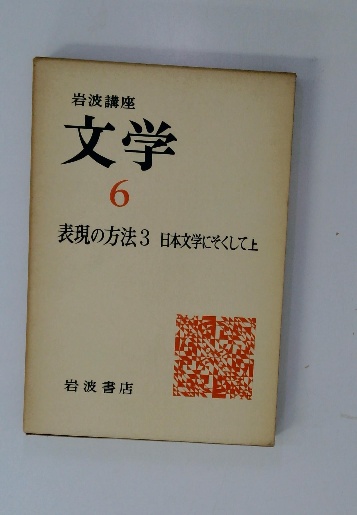 岩波講座
文学
6
表現の方法3 日本文学にそくして上
岩波書店